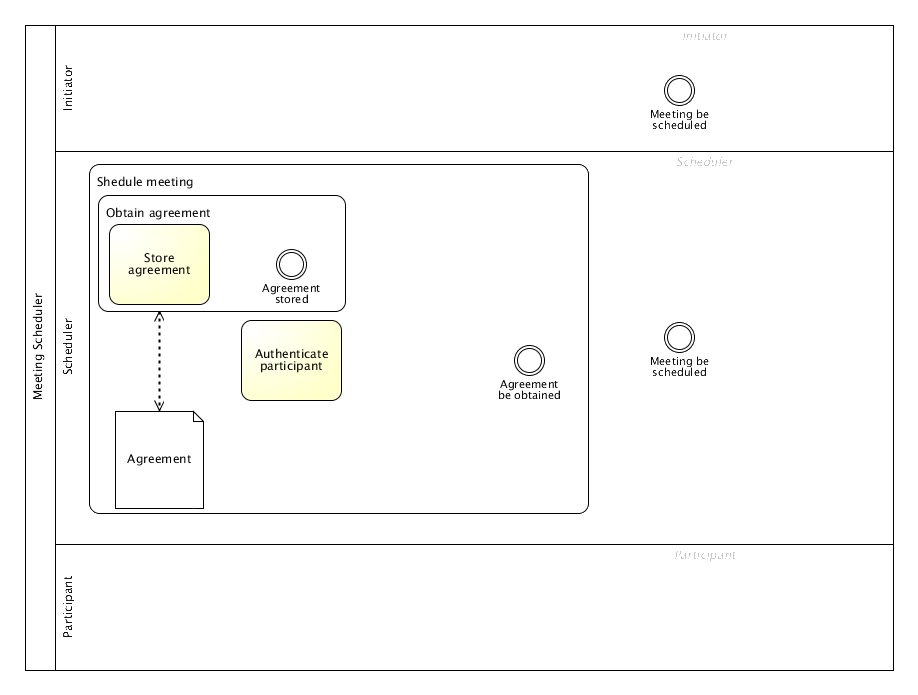 Meeting Scheduler
Initiator
Initiator
Meeting be
scheduled
Scheduler
Scheduler
Shedule meeting
Obtain agreement
Store
agreement
Agreement
stored
Authenticate
participant
Agreement
be obtained
Meeting be
scheduled
Agreement
Participant
Participant